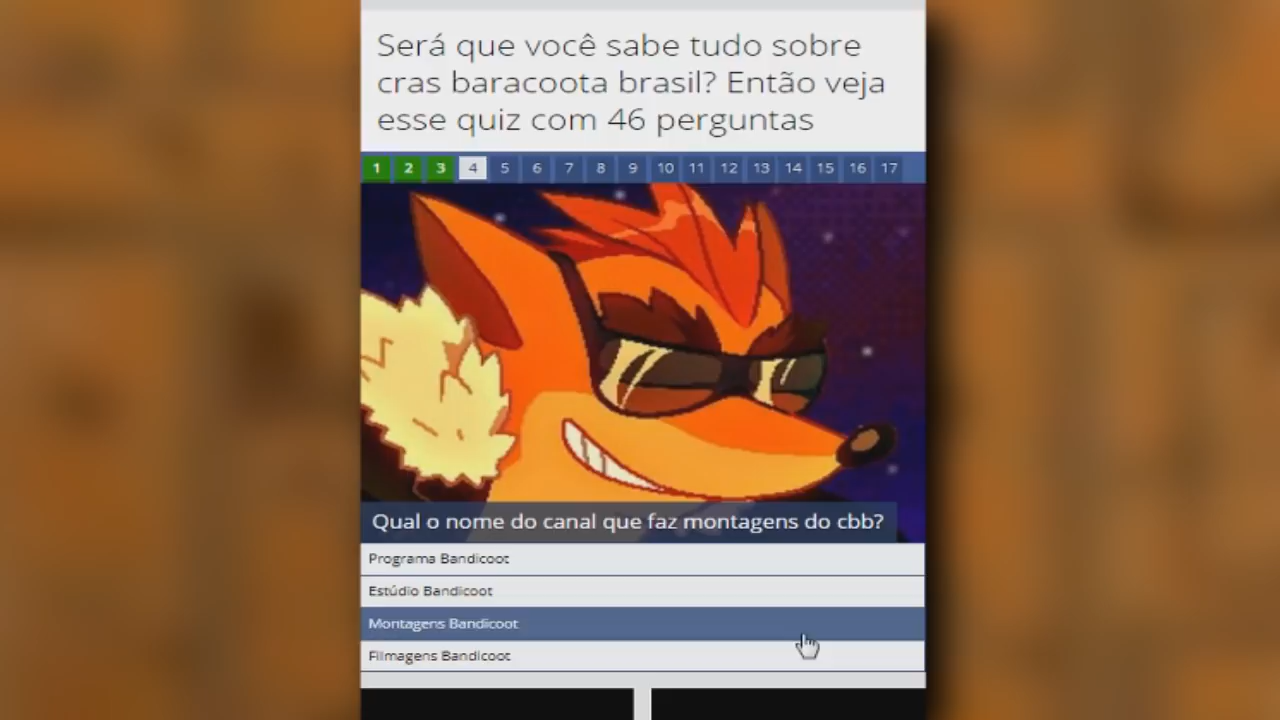 Será que você sabe tudo sobre
cras baracoota brasil? Então veja
esse quiz com 46 perguntas
1 2 3 4 5 6 7 8 9 10 11 12 13 14 15 16 17
Qual o nome do canal que faz montagens do cbb?
Programa Bandicoot
Estúdio Bandicoot
Montagens Bandicoot
Filmagens Bandicoot